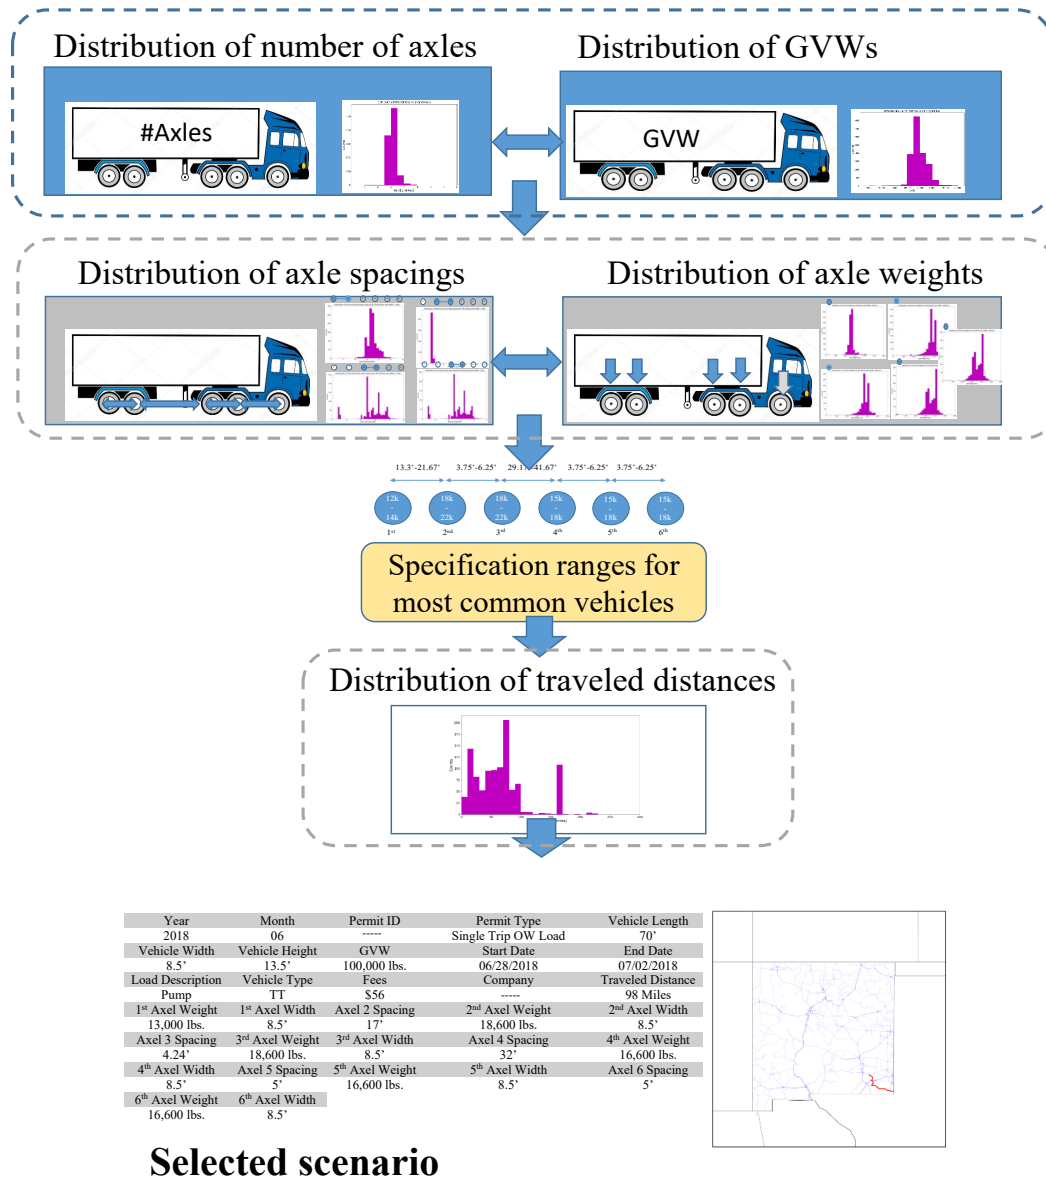 Distribution of number of axles
Distribution of GVWs
#Axles
GVW
Distribution of axle spacings
Distribution of axle weights
13.3’-21.67’ 3.75’-6.25’ 29.17’-41.67’ 3.75’-6.25’ 3.75’-6.25’
12k 18k 18k 15k 15k 15k
- - - - - -
14k 22k 22k 18k 18k 18k
1st 2nd 3rd 4th 5th 6th
Specification ranges for
most common vehicles
Distribution of traveled distances
Counts
Year Month Permit ID Permit Type Vehicle Length
2018 06 ----- Single Trip OW Load 70’
Vehicle Width Vehicle Height GVW Start Date End Date
8.5’ 13.5’ 100,000 lbs. 06/28/2018 07/02/2018
Load Description Vehicle Type Fees Company Traveled Distance
Pump TT $56 ----- 98 Miles
1st Axel Weight 1st Axel Width Axel 2 Spacing 2nd Axel Weight 2nd Axel Width
13,000 lbs. 8.5’ 17’ 18,600 lbs. 8.5’
Axel 3 Spacing 3rd Axel Weight 3rd Axel Width Axel 4 Spacing 4th Axel Weight
4.24’ 18,600 lbs. 8.5’ 32’ 16,600 lbs.
4th Axel Width Axel 5 Spacing 5th Axel Weight 5th Axel Width Axel 6 Spacing
8.5’ 5’ 16,600 lbs. 8.5’ 5’
6th Axel Weight 6th Axel Width
16,600 lbs. 8.5’
Selected scenario